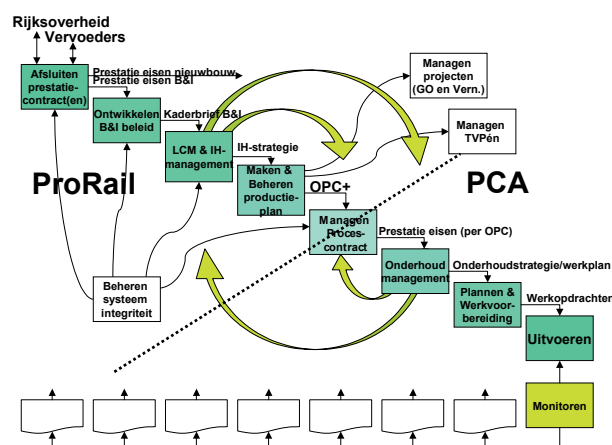 Rijksoverheid
Vervoeders
Afsluiten
prestatie-
contract(en)
Prestatie eisen nieuwbouw
Prestatie eisen B&I
Managen
projecten
(GO en Vern.)
Ontwikkelen
B&I beleid
Kaderbrief B&I
Managen
TVPén
LCM & IH-
management
IH-strategie
ProRail
Maken &
Beheren
productie-
plan
OPC+
PCA
Managen
Proces-
contract
Prestatie eisen (per OPC)
Beheren
systeem
integriteit
Onderhoud
management
Onderhoudstrategie/werkplan
Plannen &
Werkvoor-
bereiding
Werkopdrachten
Uitvoeren
Monitoren